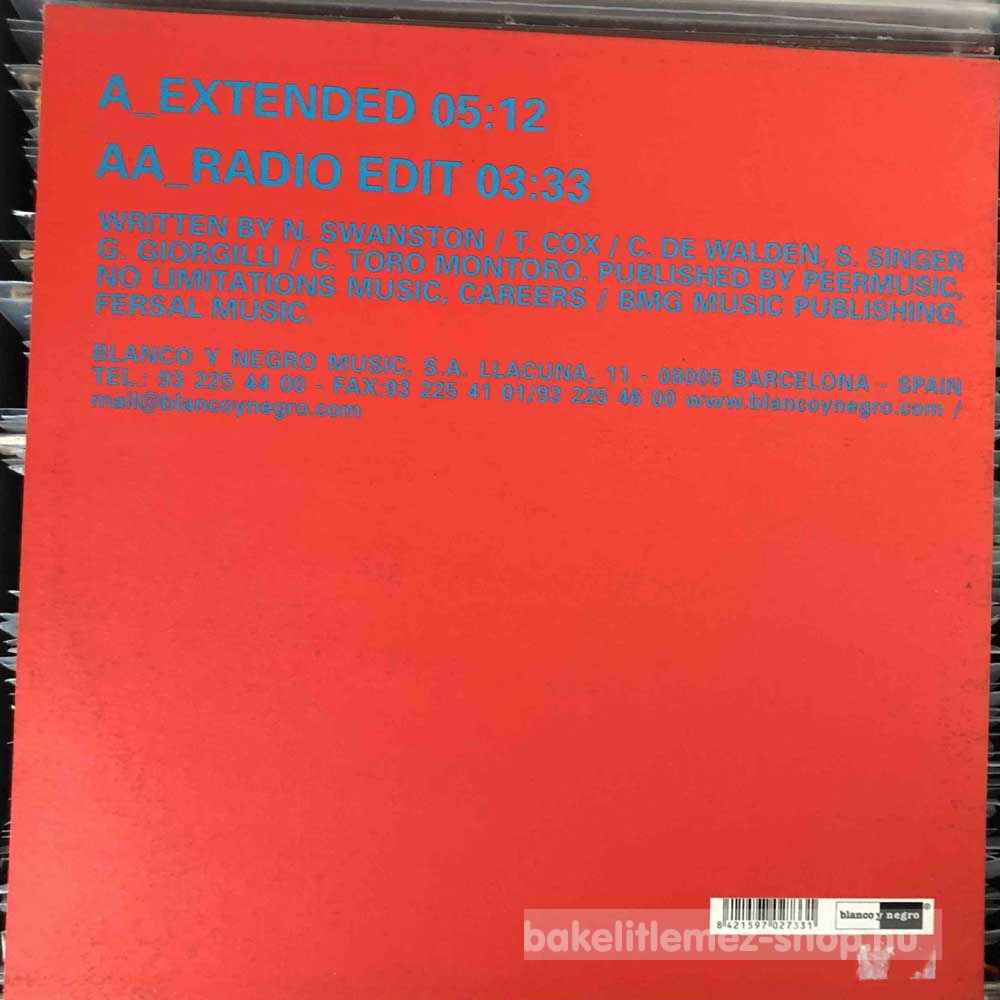 A_EXTENDED 05:12
AA_RADIO EDIT 03:33
WRITTEN BY N. SWANSTON / T. COX / C. DE WALDEN, S. SINGER
G. GIORGILLI / C. TORO MONTORO. PUBLISHED BY PEERMUSIC,
NO LIMITATIONS MUSIC, CAREERS / BMG MUSIC PUBLISHING,
FERSAL MUSIC.
BLANCO Y NEGRO MUSIC, S.A. LLACUNA, 11 - 08005 BARCELONA - SPAIN
TEL.: 93 225 44 00 - FAX:93 225 41 01/93 225 46 00 www.blancoynegro.com /
mail@blancoynegro.com
8 421597 027331
blanco y negro®
bakelitlemez-shop.hu